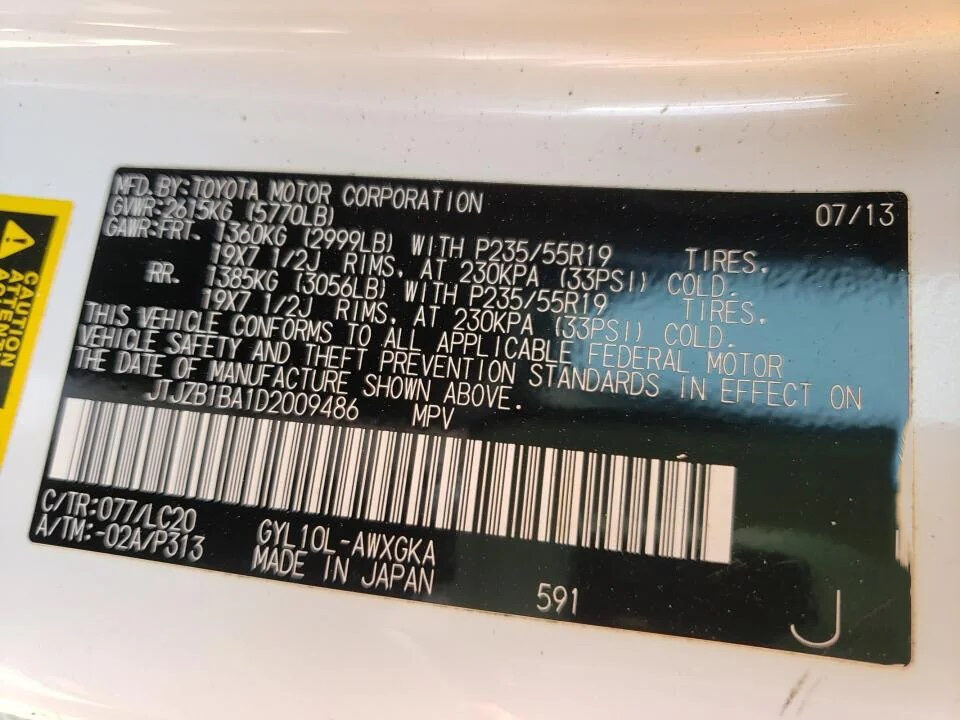 MFD. BY: TOYOTA MOTOR CORPORATION 07/13
GVWR: 2615KG (5770LB)
GAWR: FRT. 1360KG (2999LB) WITH P235/55R19 TIRES.
19X7 1/2J RIMS, AT 230KPA (33PSI) COLD.
RR. 1385KG (3056LB) WITH P235/55R19 TIRES.
19X7 1/2J RIMS, AT 230KPA (33PSI) COLD.
THIS VEHICLE CONFORMS TO ALL APPLICABLE FEDERAL MOTOR
VEHICLE SAFETY AND THEFT PREVENTION STANDARDS IN EFFECT ON
THE DATE OF MANUFACTURE SHOWN ABOVE.
JTJZB1BA1D2009486 MPV
C/TR: 077/LC20 GYL10L-AWXGKA
A/TM: -02A/P313 MADE IN JAPAN 591 J
CAUTION